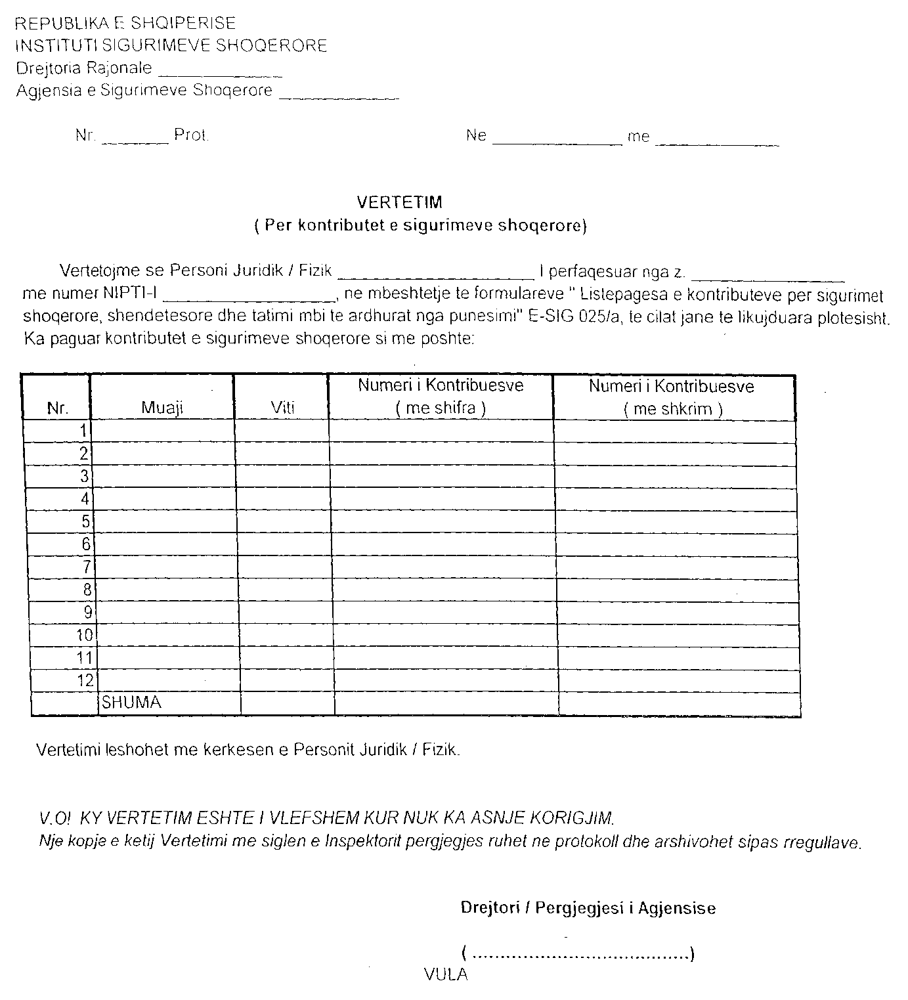 REPUBLIKA E SHQIPERISE
INSTITUTI SIGURIMEVE SHOQERORE
Drejtoria Rajonale ______________
Agjensia e Sigurimeve Shoqerore ______________
Nr. ________ Prot. Ne _______________ me ______________
VERTETIM
( Per kontributet e sigurimeve shoqerore)
Vertetojme se Personi Juridik / Fizik _______________________ I perfaqesuar nga z. __________________
me numer NIPTI-I ____________________, ne mbeshtetje te formulareve " Listepagesa e kontributeve per sigurimet
shoqerore, shendetesore dhe tatimi mbi te ardhurat nga punesimi" E-SIG 025/a, te cilat jane te likujduara plotesisht.
Ka paguar kontributet e sigurimeve shoqerore si me poshte:
Nr. Muaji Viti Numeri i Kontribuesve ( me shifra ) Numeri i Kontribuesve ( me shkrim )
1
2
3
4
5
6
7
8
9
10
11
12
SHUMA
Vertetimi leshohet me kerkesen e Personit Juridik / Fizik.
V.O! KY VERTETIM ESHTE I VLEFSHEM KUR NUK KA ASNJE KORIGJIM.
Nje kopje e ketij Vertetimi me siglen e Inspektorit pergjegjes ruhet ne protokoll dhe arshivohet sipas rregullave.
Drejtori / Pergjegjesi i Agjensise
( .......................................)
VULA